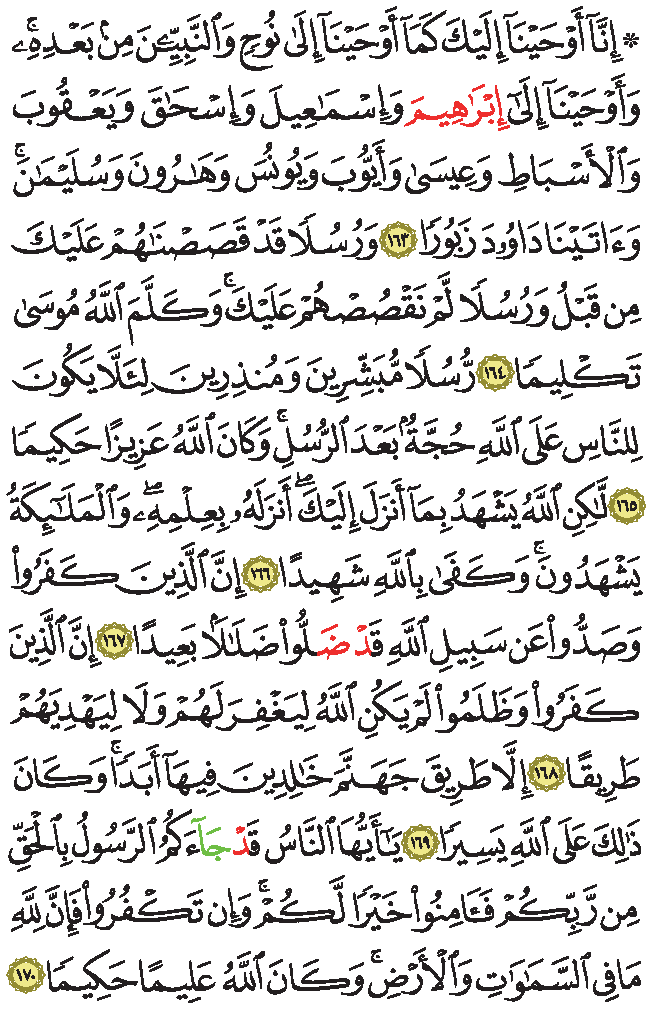 ۞ إِنَّآ أَوْحَيْنَآ إِلَيْكَ كَمَآ أَوْحَيْنَآ إِلَىٰ نُوحٍ وَٱلنَّبِيِّـۧنَ مِنۢ بَعْدِهِۦۚ
وَأَوْحَيْنَآ إِلَىٰٓ إِبْرَٰهِيمَ وَإِسْمَٰعِيلَ وَإِسْحَٰقَ وَيَعْقُوبَ
وَٱلْأَسْبَاطِ وَعِيسَىٰ وَأَيُّوبَ وَيُونُسَ وَهَٰرُونَ وَسُلَيْمَٰنَۚ
وَءَاتَيْنَا دَاوُۥدَ زَبُورًا ١٦٣ وَرُسُلًا قَدْ قَصَصْنَٰهُمْ عَلَيْكَ
مِن قَبْلُ وَرُسُلًا لَّمْ نَقْصُصْهُمْ عَلَيْكَۚ وَكَلَّمَ ٱللَّهُ مُوسَىٰ
تَكْلِيمًا ١٦٤ رُّسُلًا مُّبَشِّرِينَ وَمُنذِرِينَ لِئَلَّا يَكُونَ
لِلنَّاسِ عَلَى ٱللَّهِ حُجَّةٌۢ بَعْدَ ٱلرُّسُلِۚ وَكَانَ ٱللَّهُ عَزِيزًا حَكِيمًا
١٦٥ لَّٰكِنِ ٱللَّهُ يَشْهَدُ بِمَآ أَنزَلَ إِلَيْكَۖ أَنزَلَهُۥ بِعِلْمِهِۦۖ وَٱلْمَلَٰٓئِكَةُ
يَشْهَدُونَۚ وَكَفَىٰ بِٱللَّهِ شَهِيدًا ١٦٦ إِنَّ ٱلَّذِينَ كَفَرُوا۟
وَصَدُّوا۟ عَن سَبِيلِ ٱللَّهِ قَدْ ضَلُّوا۟ ضَلَٰلًۢا بَعِيدًا ١٦٧ إِنَّ ٱلَّذِينَ
كَفَرُوا۟ وَظَلَمُوا۟ لَمْ يَكُنِ ٱللَّهُ لِيَغْفِرَ لَهُمْ وَلَا لِيَهْدِيَهُمْ
طَرِيقًا ١٦٨ إِلَّا طَرِيقَ جَهَنَّمَ خَٰلِدِينَ فِيهَآ أَبَدًاۚ وَكَانَ
ذَٰلِكَ عَلَى ٱللَّهِ يَسِيرًا ١٦٩ يَٰٓأَيُّهَا ٱلنَّاسُ قَدْ جَآءَكُمُ ٱلرَّسُولُ بِٱلْحَقِّ
مِن رَّبِّكُمْ فَـَٔامِنُوا۟ خَيْرًا لَّكُمْۚ وَإِن تَكْفُرُوا۟ فَإِنَّ لِلَّهِ
مَا فِى ٱلسَّمَٰوَٰتِ وَٱلْأَرْضِۚ وَكَانَ ٱللَّهُ عَلِيمًا حَكِيمًا ١٧٠